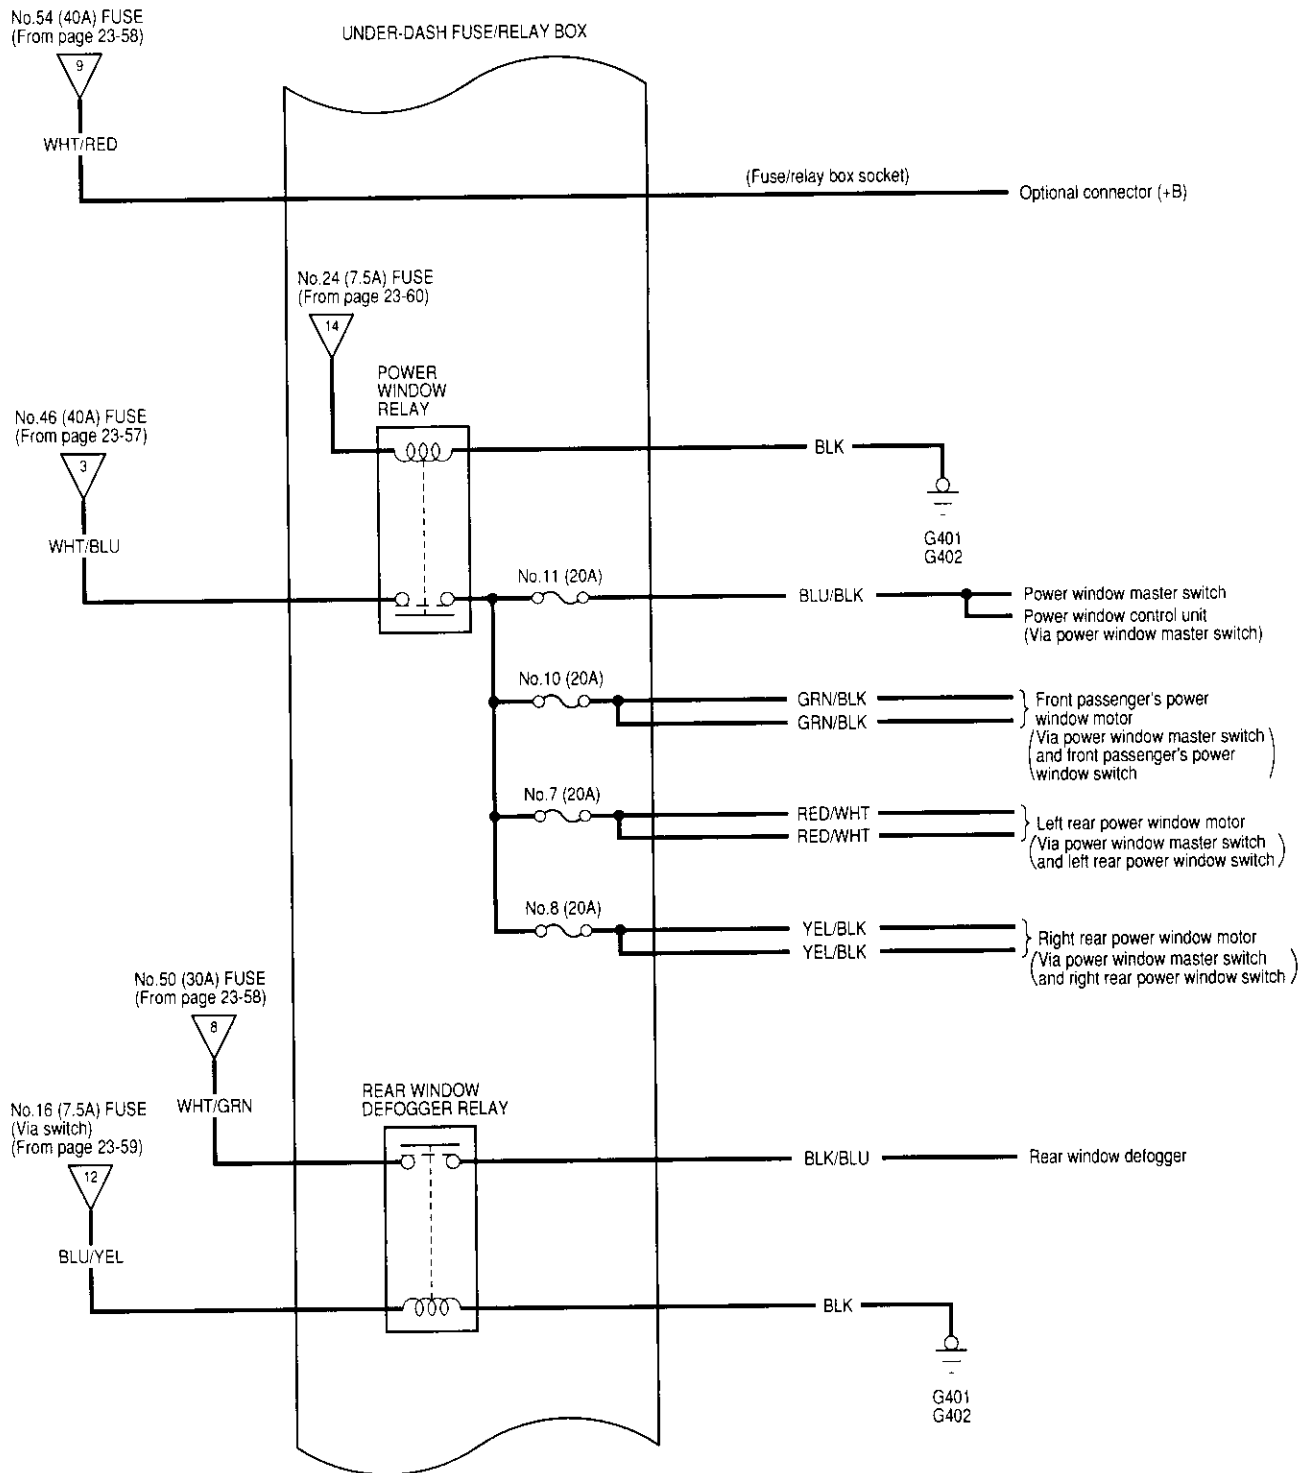 No.54 (40A) FUSE
(From page 23-58)
UNDER-DASH FUSE/RELAY BOX
9
WHT/RED
(Fuse/relay box socket)
Optional connector (+B)
No.24 (7.5A) FUSE
(From page 23-60)
14
POWER
WINDOW
RELAY
No.46 (40A) FUSE
(From page 23-57)
3
BLK
G401
G402
WHT/BLU
No.11 (20A)
BLU/BLK
Power window master switch
Power window control unit
(Via power window master switch)
No.10 (20A)
GRN/BLK
GRN/BLK
Front passenger's power
window motor
(Via power window master switch
and front passenger's power
window switch)
No.7 (20A)
RED/WHT
RED/WHT
Left rear power window motor
(Via power window master switch
and left rear power window switch)
No.8 (20A)
YEL/BLK
YEL/BLK
Right rear power window motor
(Via power window master switch
and right rear power window switch)
No.50 (30A) FUSE
(From page 23-58)
8
WHT/GRN
REAR WINDOW
DEFOGGER RELAY
No.16 (7.5A) FUSE
(Via switch)
(From page 23-59)
12
BLK/BLU
Rear window defogger
BLU/YEL
BLK
G401
G402